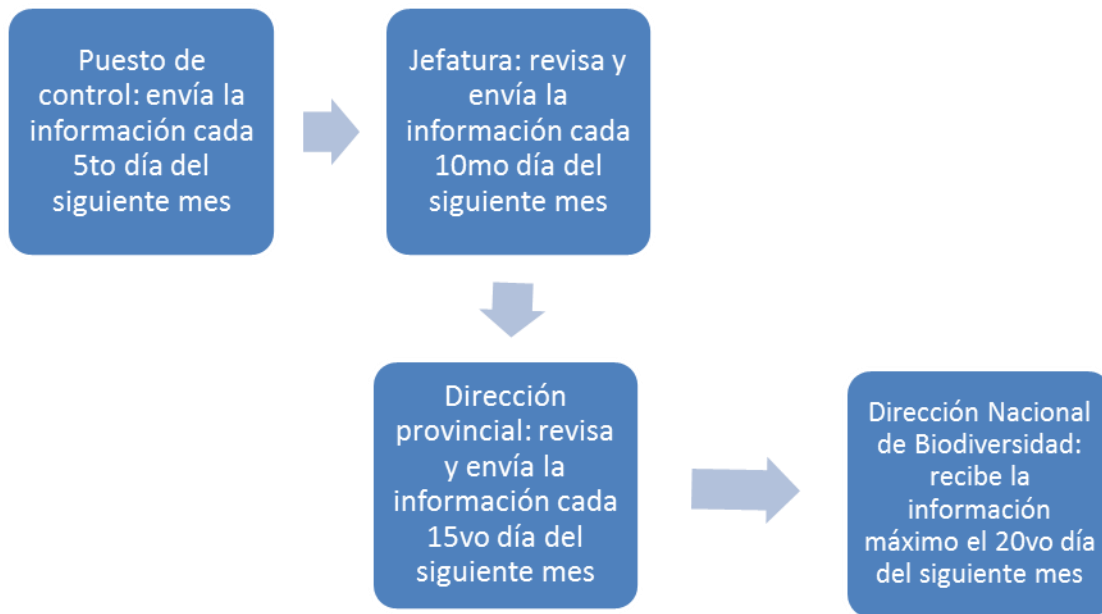 Puesto de
control: envía la
información cada
5to día del
siguiente mes
Jefatura: revisa y
envía la
información cada
10mo día del
siguiente mes
Dirección
provincial: revisa
y envía la
información cada
15vo día del
siguiente mes
Dirección Nacional
de Biodiversidad:
recibe la
información
máximo el 20vo día
del siguiente mes